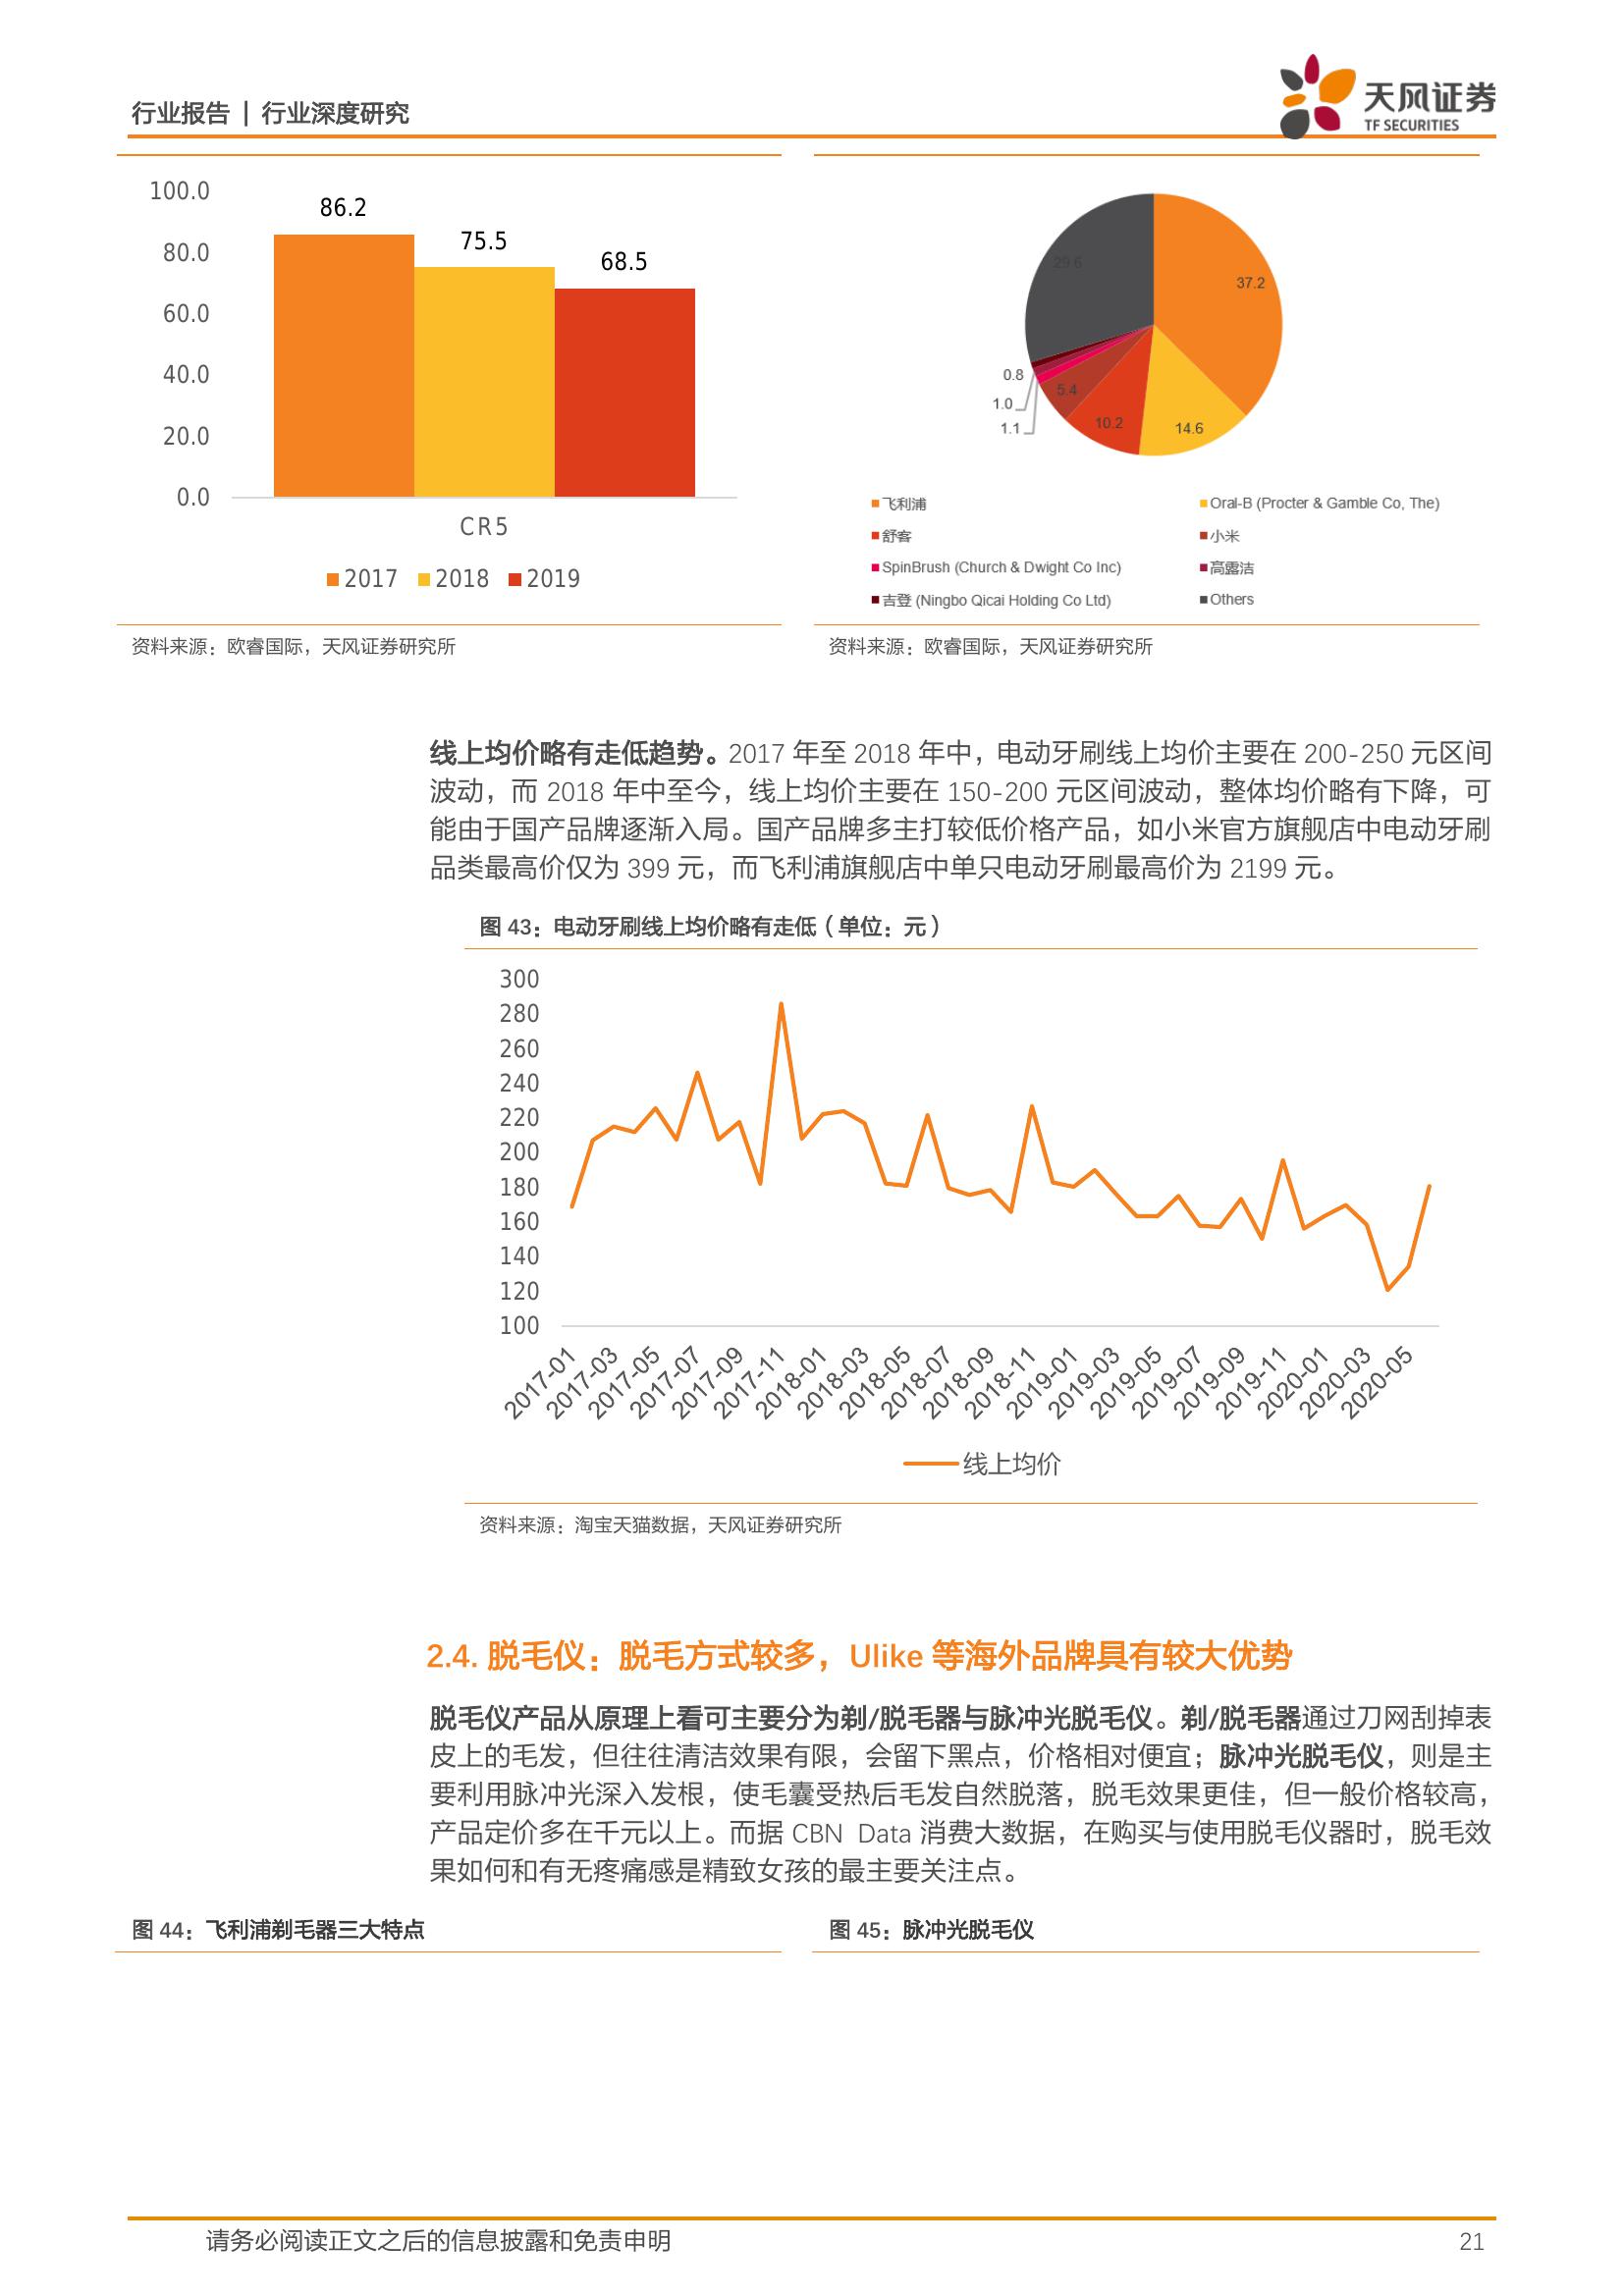 行业报告 | 行业深度研究
天风证券
TF SECURITIES
100.0
80.0
60.0
40.0
20.0
0.0
86.2
75.5
68.5
CR5
2017 2018 2019
资料来源：欧睿国际，天风证券研究所
29.6
37.2
0.8
5.4
1.0
1.1
10.2
14.6
飞利浦 Oral-B (Procter & Gamble Co, The)
舒客 小米
SpinBrush (Church & Dwight Co Inc) 高露洁
吉登 (Ningbo Qicai Holding Co Ltd) Others
资料来源：欧睿国际，天风证券研究所
线上均价略有走低趋势。2017 年至 2018 年中，电动牙刷线上均价主要在 200-250 元区间
波动，而 2018 年中至今，线上均价主要在 150-200 元区间波动，整体均价略有下降，可
能由于国产品牌逐渐入局。国产品牌多主打较低价格产品，如小米官方旗舰店中电动牙刷
品类最高价仅为 399 元，而飞利浦旗舰店中单只电动牙刷最高价为 2199 元。
图 43：电动牙刷线上均价略有走低（单位：元）
300
280
260
240
220
200
180
160
140
120
100
2017-01
2017-03
2017-05
2017-07
2017-09
2017-11
2018-01
2018-03
2018-05
2018-07
2018-09
2018-11
2019-01
2019-03
2019-05
2019-07
2019-09
2019-11
2020-01
2020-03
2020-05
线上均价
资料来源：淘宝天猫数据，天风证券研究所
2.4. 脱毛仪：脱毛方式较多，Ulike 等海外品牌具有较大优势
脱毛仪产品从原理上看可主要分为剃/脱毛器与脉冲光脱毛仪。剃/脱毛器通过刀网刮掉表
皮上的毛发，但往往清洁效果有限，会留下黑点，价格相对便宜；脉冲光脱毛仪，则是主
要利用脉冲光深入发根，使毛囊受热后毛发自然脱落，脱毛效果更佳，但一般价格较高，
产品定价多在千元以上。而据 CBN Data 消费大数据，在购买与使用脱毛仪器时，脱毛效
果如何和有无疼痛感是精致女孩的最主要关注点。
图 44：飞利浦剃毛器三大特点
图 45：脉冲光脱毛仪
请务必阅读正文之后的信息披露和免责申明
21